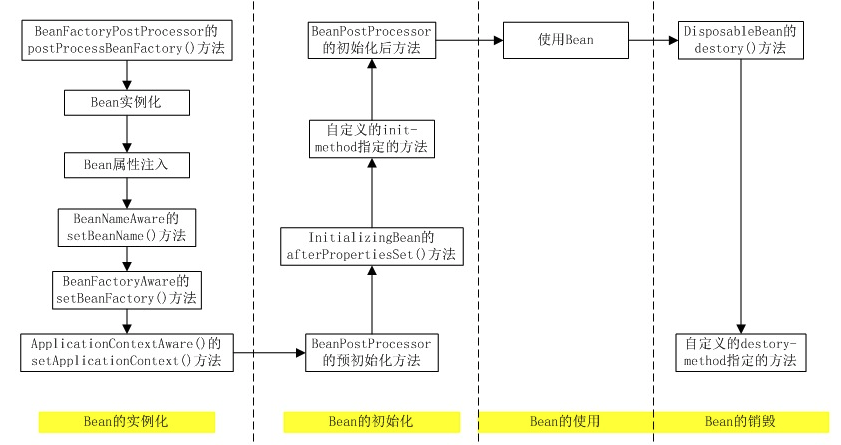 BeanFactoryPostProcessor的
postProcessBeanFactory()方法
Bean实例化
Bean属性注入
BeanNameAware的
setBeanName()方法
BeanFactoryAware的
setBeanFactory()方法
ApplicationContextAware()的
setApplicationContext()方法
Bean的实例化
BeanPostProcessor
的初始化后方法
自定义的init-
method指定的方法
InitializingBean的
afterPropertiesSet()方法
BeanPostProcessor
的预初始化方法
Bean的初始化
使用Bean
Bean的使用
DisposableBean的
destory()方法
自定义的destory-
method指定的方法
Bean的销毁